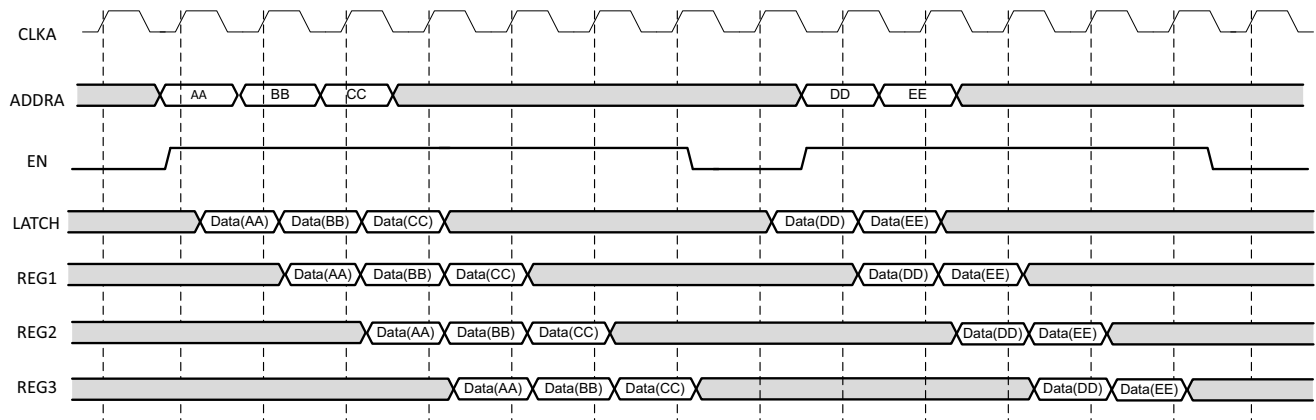 CLKA
ADDRA AA BB CC DD EE
EN
LATCH Data(AA) Data(BB) Data(CC) Data(DD) Data(EE)
REG1 Data(AA) Data(BB) Data(CC) Data(DD) Data(EE)
REG2 Data(AA) Data(BB) Data(CC) Data(DD) Data(EE)
REG3 Data(AA) Data(BB) Data(CC) Data(DD) Data(EE)